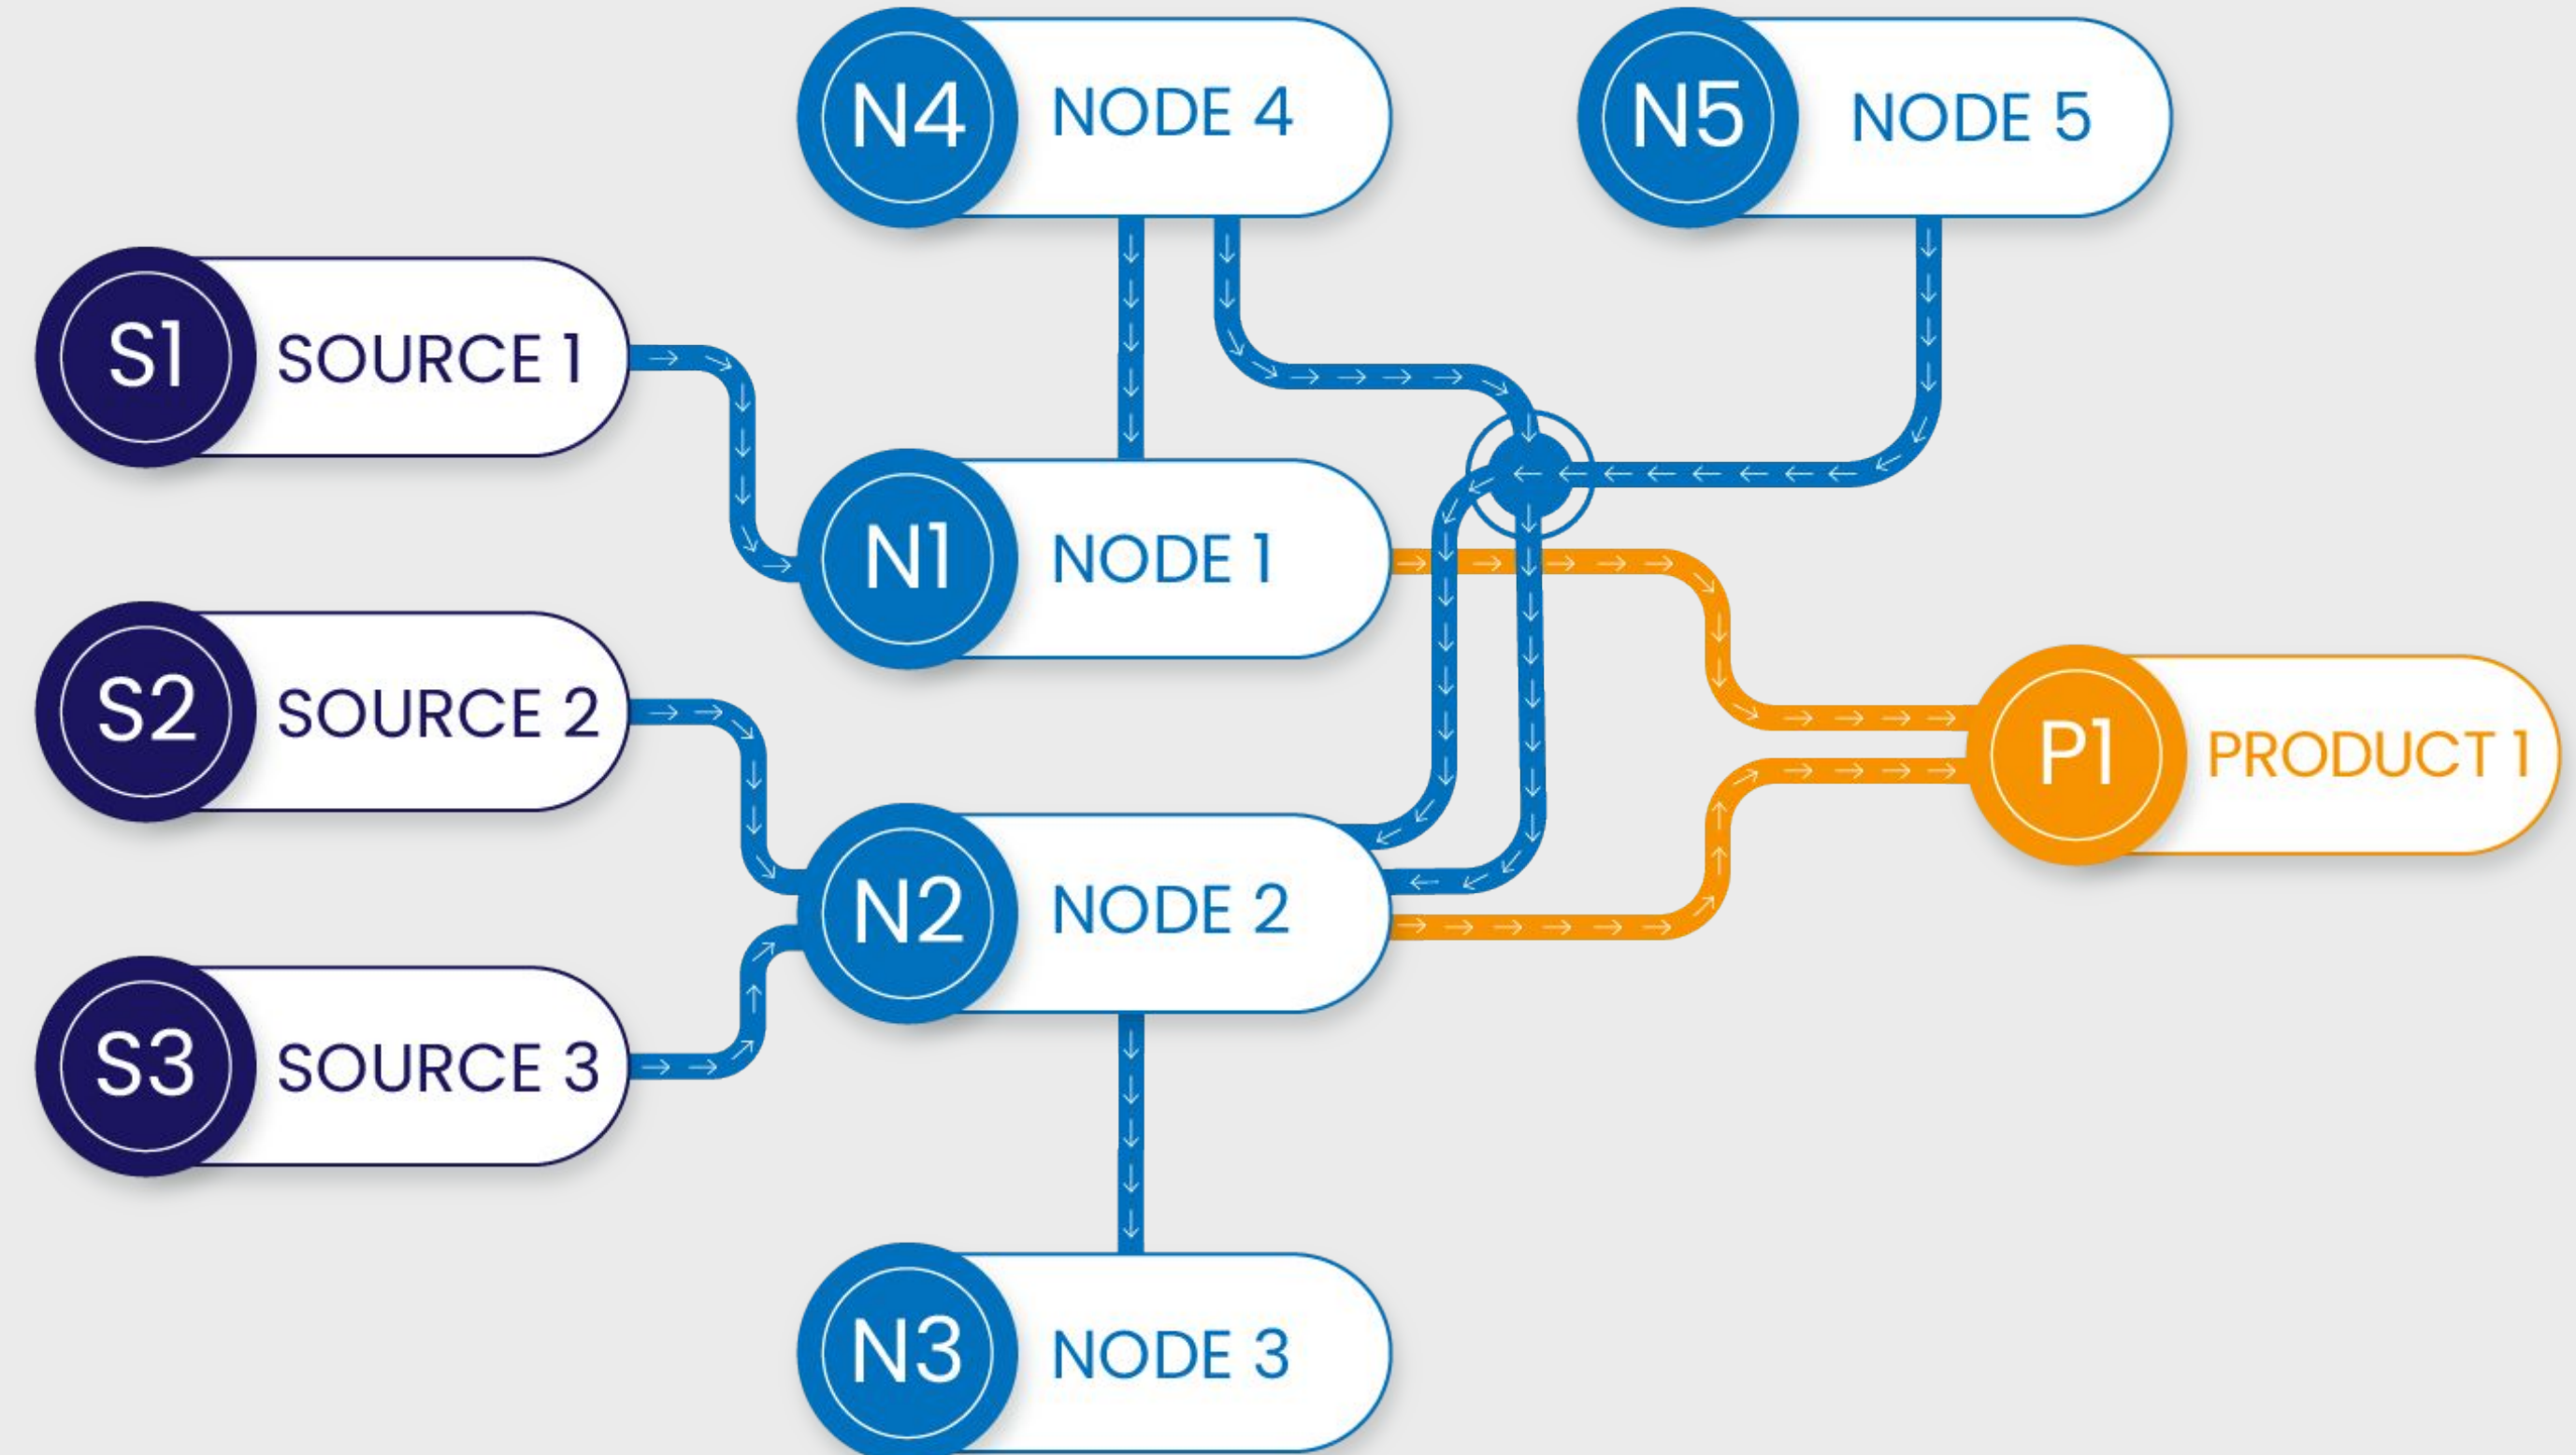 N4 NODE 4
N5 NODE 5
S1 SOURCE 1
N1 NODE 1
S2 SOURCE 2
P1 PRODUCT 1
N2 NODE 2
S3 SOURCE 3
N3 NODE 3